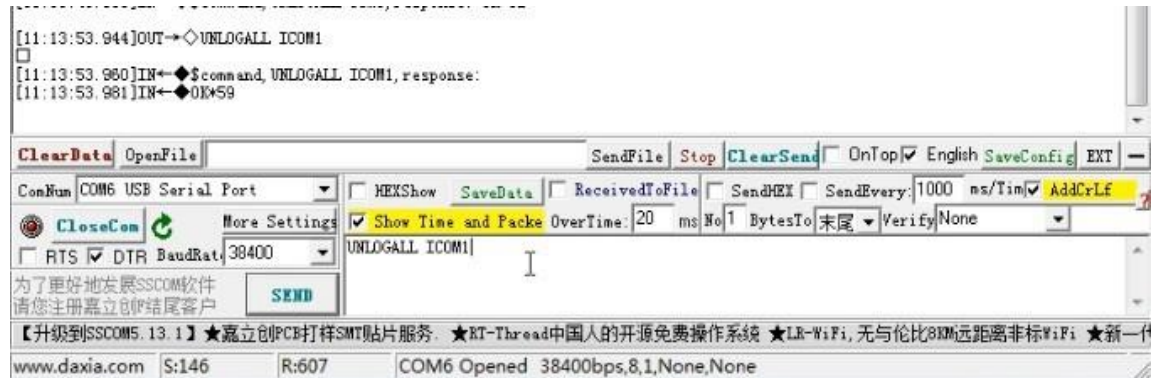 [11:13:53.944]OUT→◇UNLOGALL ICOM1
□
[11:13:53.960]IN←◆$command,UNLOGALL ICOM1,response:
[11:13:53.981]IN←◆OK*59
ClearData OpenFile SendFile Stop ClearSend OnTop English SaveConfig EXT —
ComNum COM6 USB Serial Port HEXShow SaveData ReceivedToFile SendHEX SendEvery: 1000 ms/Tim AddCrLf
CloseCom More Settings Show Time and Packe OverTime: 20 ms No 1 BytesTo 末尾 Verify None
RTS DTR BaudRat 38400 UNLOGALL ICOM1
为了更好地发展SSCOM软件
请您注册嘉立创F结尾客户 SEND
【升级到SSCOM5.13.1】★嘉立创PCB打样SMT贴片服务. ★RT-Thread中国人的开源免费操作系统 ★LR-WiFi,无与伦比8KM远距离非标WiFi ★新一代
www.daxia.com S:146 R:607 COM6 Opened 38400bps,8,1,None,None